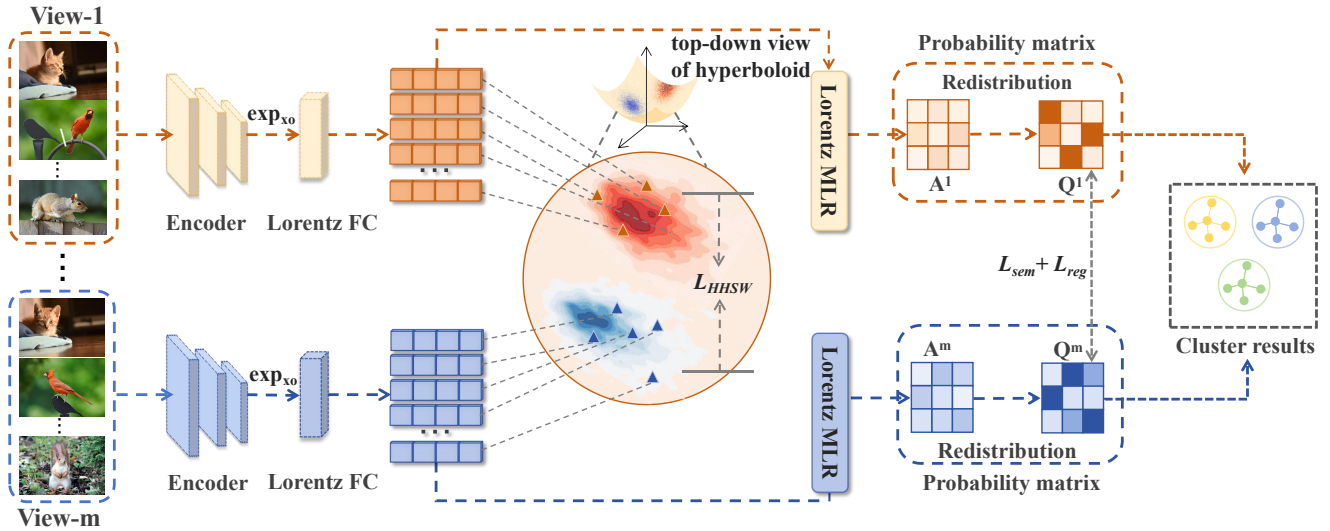 View-1
Encoder
exp_xo
Lorentz FC
...
top-down view
of hyperboloid
L_HHSW
Lorentz MLR
Probability matrix
Redistribution
A¹
Q¹
L_sem + L_reg
Cluster results
...
View-m
Encoder
exp_xo
Lorentz FC
...
Lorentz MLR
A^m
Q^m
Redistribution
Probability matrix